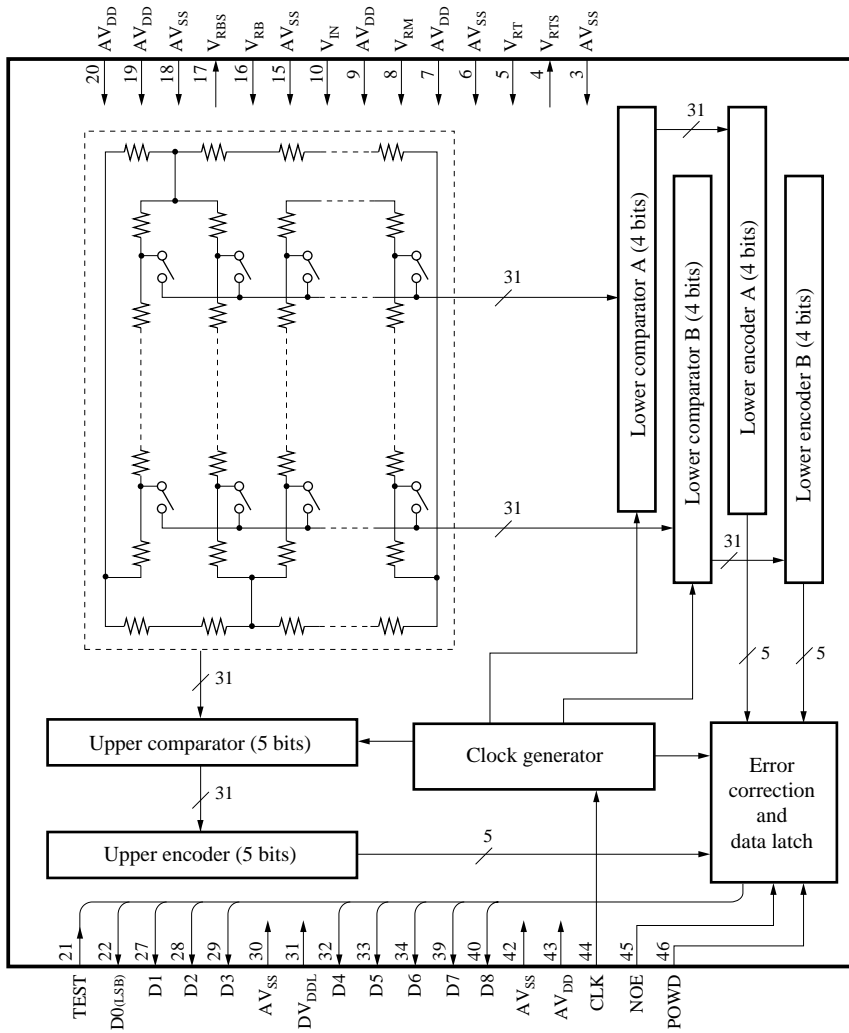 AVDD
AVDD
AVSS
VRBS
VRB
AVSS
VIN
AVDD
VRM
AVDD
AVSS
VRT
VRTS
AVSS
20
19
18
17
16
15
10
9
8
7
6
5
4
3
31
Lower comparator A (4 bits)
Lower comparator B (4 bits)
Lower encoder A (4 bits)
Lower encoder B (4 bits)
31
31
31
5
5
31
Upper comparator (5 bits)
Clock generator
Error
correction
and
data latch
31
Upper encoder (5 bits)
5
21
22
27
28
29
30
31
32
33
34
39
40
42
43
44
45
46
TEST
D0(LSB)
D1
D2
D3
AVSS
DVDDL
D4
D5
D6
D7
D8
AVSS
AVDD
CLK
NOE
POWD